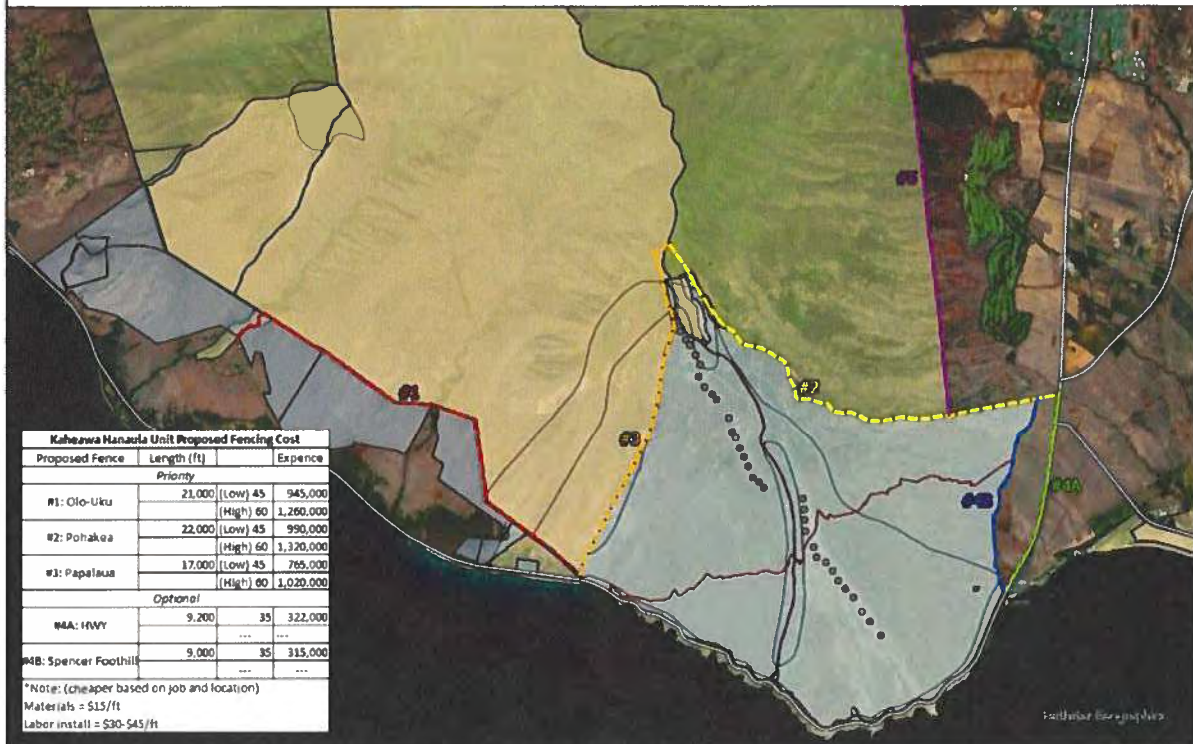 #5
#2
#1
#3
#4B
#4A
Kaheawa Hanaula Unit Proposed Fencing Cost
Proposed Fence Length (ft) Expence
Priority
#1: Olo-Uku 21,000 (Low) 45 945,000
(High) 60 1,260,000
#2: Pohakea 22,000 (Low) 45 990,000
(High) 60 1,320,000
#3: Papalaua 17,000 (Low) 45 765,000
(High) 60 1,020,000
Optional
#4A: HWY 9,200 35 322,000
--- ---
#4B: Spencer Foothill 9,000 35 315,000
--- ---
*Note: (cheaper based on job and location)
Materials = $15/ft
Labor install = $30-$45/ft
Earthstar Geographics